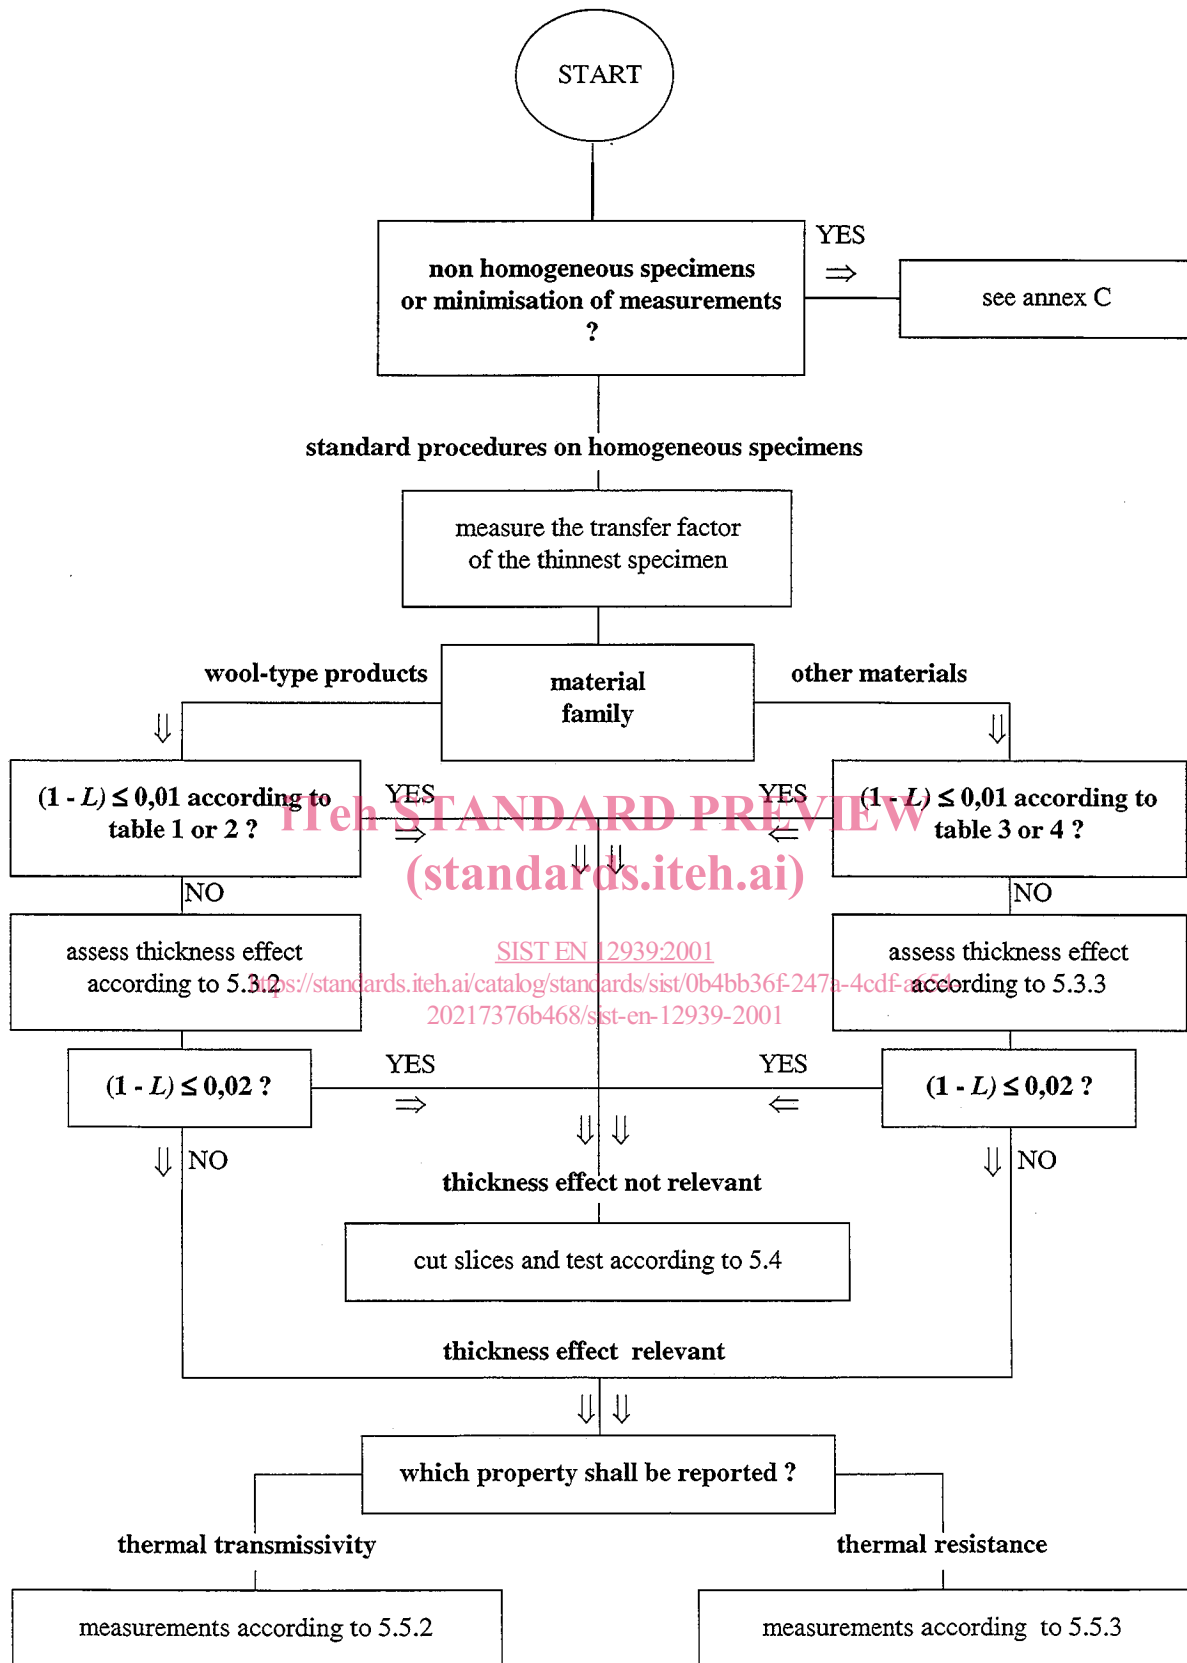 START
YES
non homogeneous specimens
or minimisation of measurements
?
see annex C
standard procedures on homogeneous specimens
measure the transfer factor
of the thinnest specimen
wool-type products
material
family
other materials
(1 - L) ≤ 0,01 according to
table 1 or 2 ?
YES
YES
(1 - L) ≤ 0,01 according to
table 3 or 4 ?
iTeh STANDARD PREVIEW
(standards.iteh.ai)
NO
NO
assess thickness effect
according to 5.3.2
SIST EN 12939:2001
https://standards.iteh.ai/catalog/standards/sist/0b4bb36f-247a-4cdf-a654-
20217376b468/sist-en-12939-2001
assess thickness effect
according to 5.3.3
(1 - L) ≤ 0,02 ?
YES
YES
(1 - L) ≤ 0,02 ?
NO
NO
thickness effect not relevant
cut slices and test according to 5.4
thickness effect relevant
which property shall be reported ?
thermal transmissivity
thermal resistance
measurements according to 5.5.2
measurements according to 5.5.3